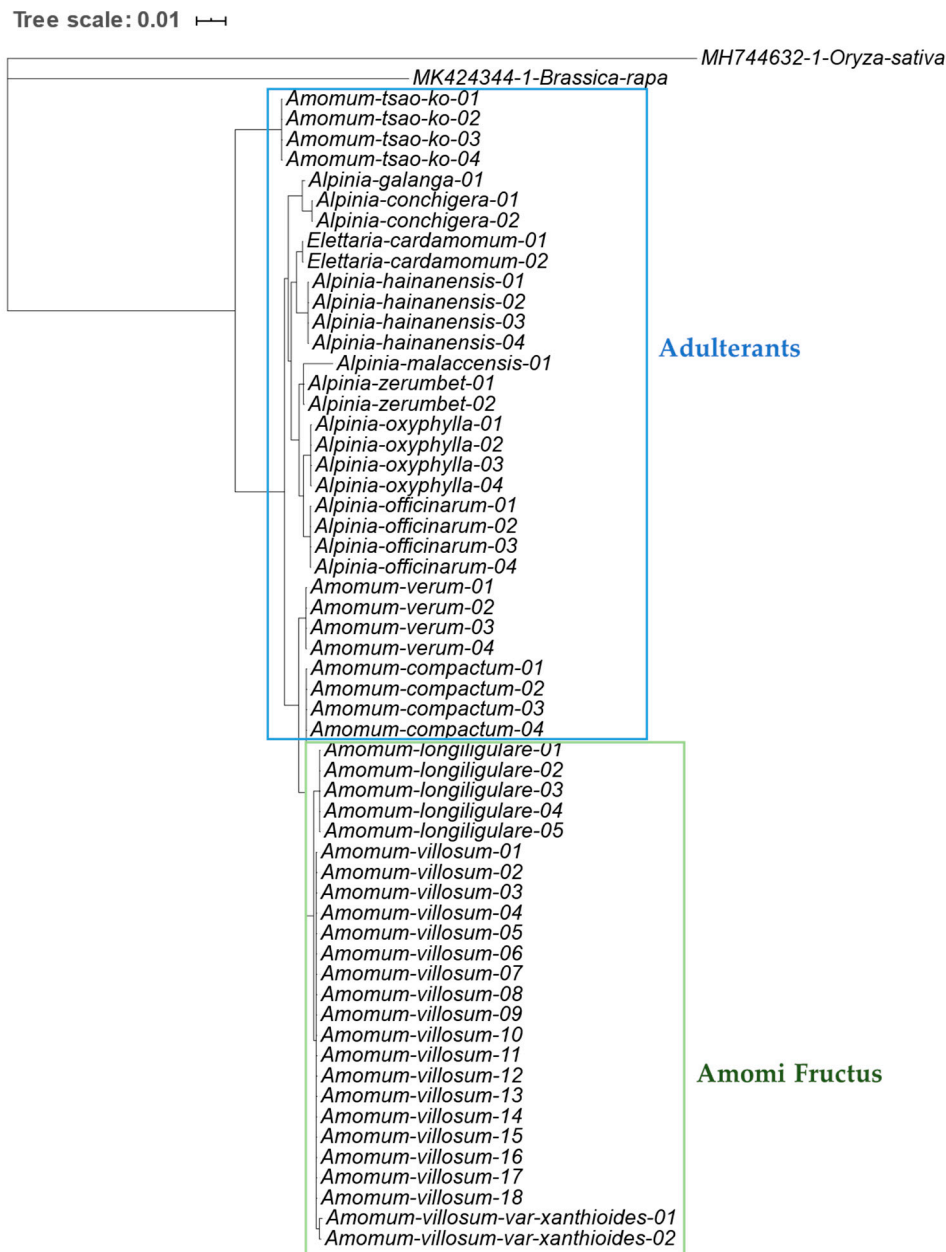 Tree scale: 0.01
MH744632-1-Oryza-sativa
MK424344-1-Brassica-rapa
Amomum-tsao-ko-01
Amomum-tsao-ko-02
Amomum-tsao-ko-03
Amomum-tsao-ko-04
Alpinia-galanga-01
Alpinia-conchigera-01
Alpinia-conchigera-02
Elettaria-cardamomum-01
Elettaria-cardamomum-02
Alpinia-hainanensis-01
Alpinia-hainanensis-02
Alpinia-hainanensis-03
Alpinia-hainanensis-04
Adulterants
Alpinia-malaccensis-01
Alpinia-zerumbet-01
Alpinia-zerumbet-02
Alpinia-oxyphylla-01
Alpinia-oxyphylla-02
Alpinia-oxyphylla-03
Alpinia-oxyphylla-04
Alpinia-officinarum-01
Alpinia-officinarum-02
Alpinia-officinarum-03
Alpinia-officinarum-04
Amomum-verum-01
Amomum-verum-02
Amomum-verum-03
Amomum-verum-04
Amomum-compactum-01
Amomum-compactum-02
Amomum-compactum-03
Amomum-compactum-04
Amomum-longiligulare-01
Amomum-longiligulare-02
Amomum-longiligulare-03
Amomum-longiligulare-04
Amomum-longiligulare-05
Amomum-villosum-01
Amomum-villosum-02
Amomum-villosum-03
Amomum-villosum-04
Amomum-villosum-05
Amomum-villosum-06
Amomum-villosum-07
Amomum-villosum-08
Amomum-villosum-09
Amomum-villosum-10
Amomum-villosum-11
Amomum-villosum-12
Amomi Fructus
Amomum-villosum-13
Amomum-villosum-14
Amomum-villosum-15
Amomum-villosum-16
Amomum-villosum-17
Amomum-villosum-18
Amomum-villosum-var-xanthioides-01
Amomum-villosum-var-xanthioides-02